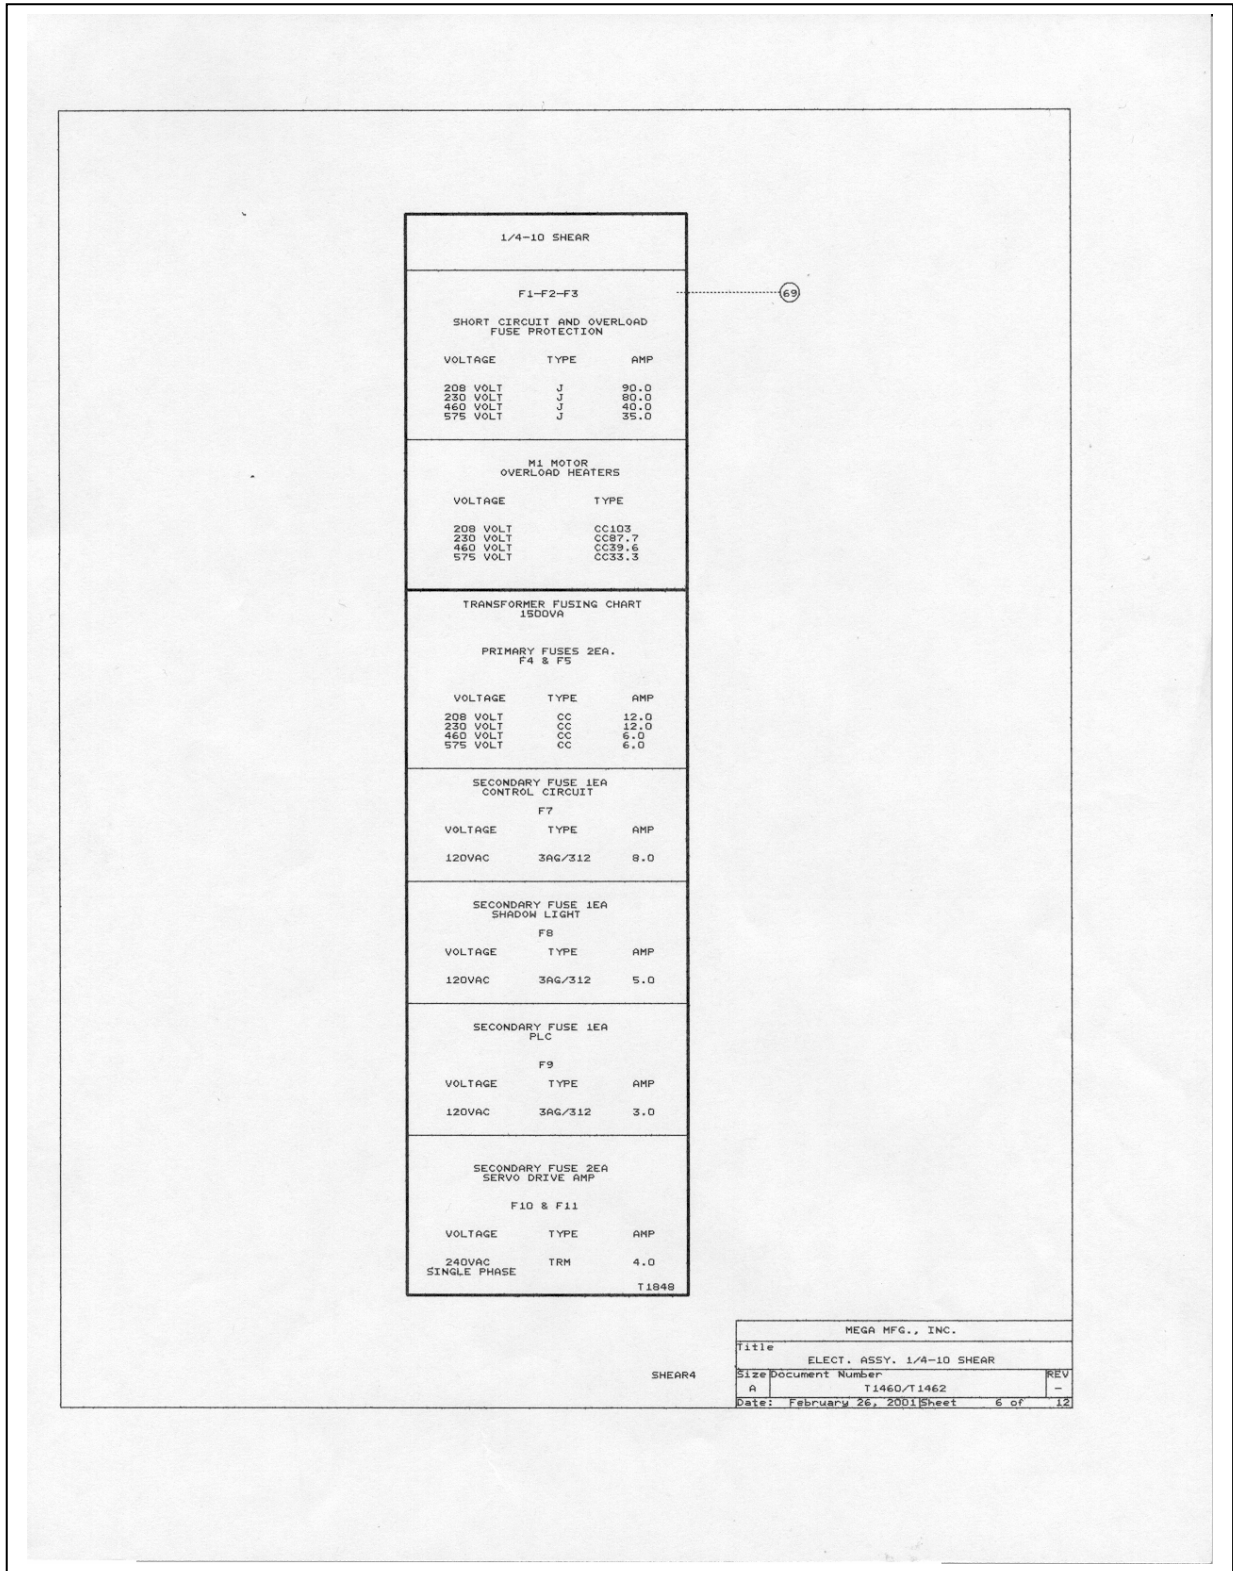 1/4-10 SHEAR
F1-F2-F3
69
SHORT CIRCUIT AND OVERLOAD
FUSE PROTECTION
VOLTAGE TYPE AMP
208 VOLT J 90.0
230 VOLT J 80.0
460 VOLT J 40.0
575 VOLT J 35.0
M1 MOTOR
OVERLOAD HEATERS
VOLTAGE TYPE
208 VOLT CC103
230 VOLT CC87.7
460 VOLT CC39.6
575 VOLT CC33.3
TRANSFORMER FUSING CHART
1500VA
PRIMARY FUSES 2EA.
F4 & F5
VOLTAGE TYPE AMP
208 VOLT CC 12.0
230 VOLT CC 12.0
460 VOLT CC 6.0
575 VOLT CC 6.0
SECONDARY FUSE 1EA
CONTROL CIRCUIT
F7
VOLTAGE TYPE AMP
120VAC 3AG/312 8.0
SECONDARY FUSE 1EA
SHADOW LIGHT
F8
VOLTAGE TYPE AMP
120VAC 3AG/312 5.0
SECONDARY FUSE 1EA
PLC
F9
VOLTAGE TYPE AMP
120VAC 3AG/312 3.0
SECONDARY FUSE 2EA
SERVO DRIVE AMP
F10 & F11
VOLTAGE TYPE AMP
240VAC TRM 4.0
SINGLE PHASE
T1848
SHEAR4
MEGA MFG., INC.
Title
ELECT. ASSY. 1/4-10 SHEAR
Size Document Number REV
A T1460/T1462 -
Date: February 26, 2001 Sheet 6 of 12